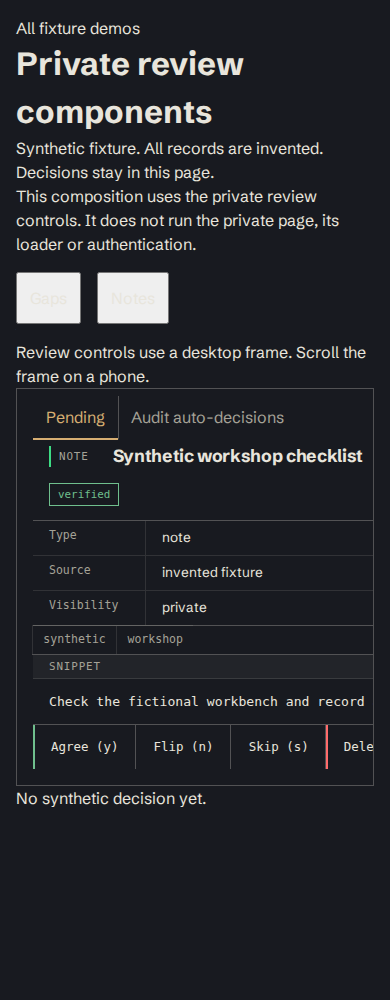 All fixture demos
Private review
components
Synthetic fixture. All records are invented.
Decisions stay in this page.
This composition uses the private review
controls. It does not run the private page, its
loader or authentication.
Gaps Notes
Review controls use a desktop frame. Scroll the
frame on a phone.
Pending Audit auto-decisions
NOTE Synthetic workshop checklist
verified
Type note
Source invented fixture
Visibility private
synthetic workshop
SNIPPET
Check the fictional workbench and record
Agree (y) Flip (n) Skip (s) Dele
No synthetic decision yet.